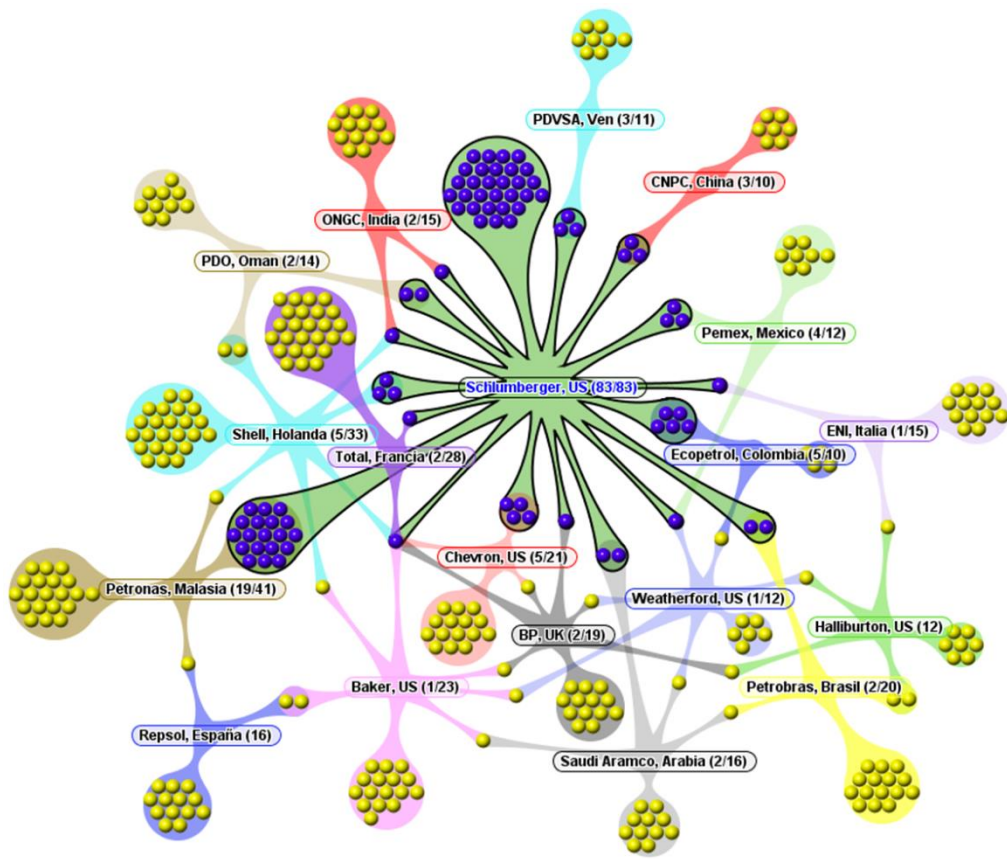 PDVSA, Ven (3/11)
CNPC, China (3/10)
ONGC, India (2/15)
PDO, Oman (2/14)
Pemex, Mexico (4/12)
Schlumberger, US (83/83)
Shell, Holanda (5/33)
ENI, Italia (1/15)
Total, Francia (2/28)
Ecopetrol, Colombia (5/10)
Chevron, US (5/21)
Petronas, Malasia (19/41)
Weatherford, US (1/12)
Halliburton, US (12)
BP, UK (2/19)
Baker, US (1/23)
Petrobras, Brasil (2/20)
Repsol, España (16)
Saudi Aramco, Arabia (2/16)